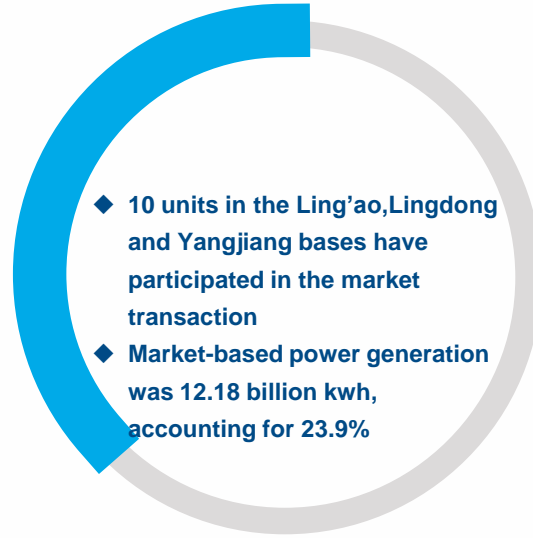 ◆ 10 units in the Ling’ao,Lingdong
and Yangjiang bases have
participated in the market
transaction
◆ Market-based power generation
was 12.18 billion kwh,
accounting for 23.9%